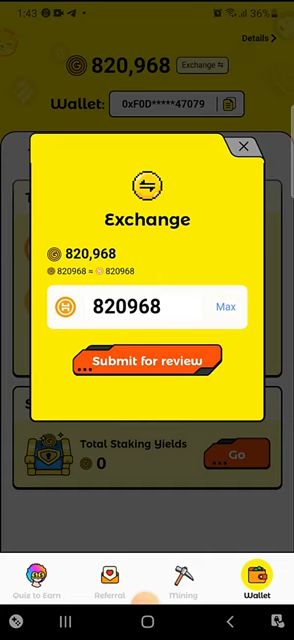 1:43
36%
Details >
820,968 Exchange ⇆
Wallet: 0xF0D*****47079
Exchange
820,968
820968 ≈ 820968
820968 Max
Submit for review
Total Staking Yields
0
Go
Quiz to Earn Referral Mining Wallet